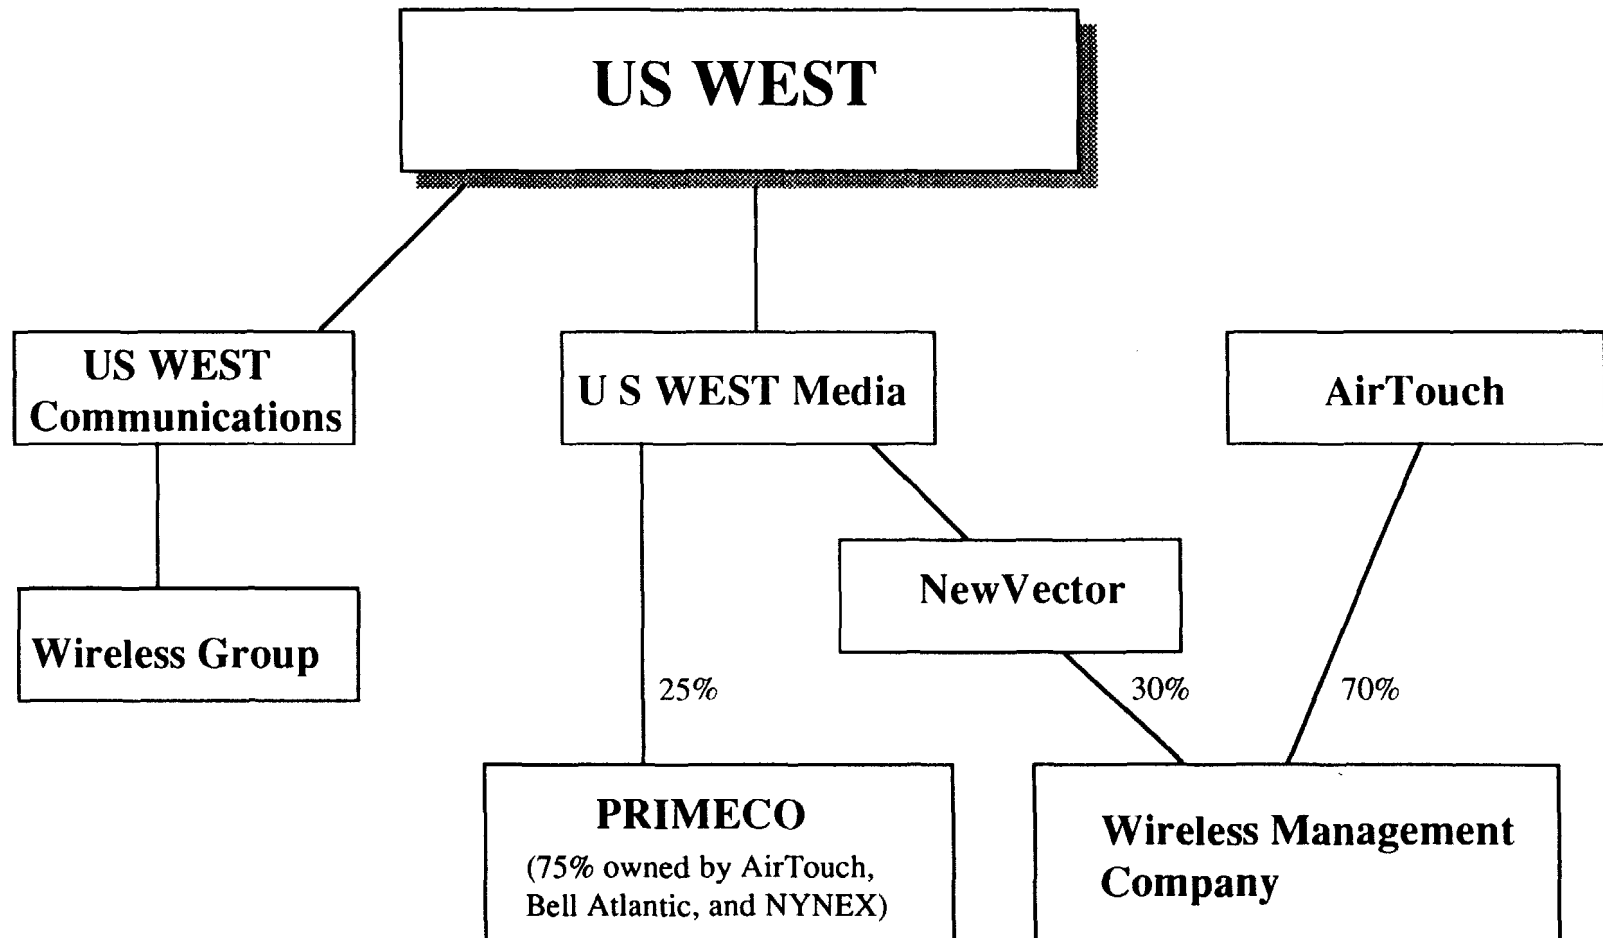 US WEST
US WEST
Communications
U S WEST Media
AirTouch
NewVector
Wireless Group
25%
30%
70%
PRIMECO
(75% owned by AirTouch,
Bell Atlantic, and NYNEX)
Wireless Management
Company